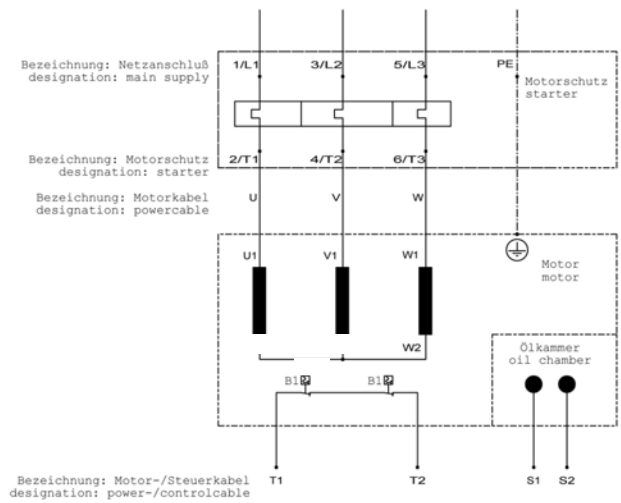 Bezeichnung: Netzanschluß
designation: main supply
1/L1 3/L2 5/L3 PE
Motorschutz
starter
Bezeichnung: Motorschutz
designation: starter
2/T1 4/T2 6/T3
Bezeichnung: Motorkabel
designation: powercable
U V W
U1 V1 W1
Motor
motor
W2
Ölkammer
oil chamber
B1 B1
Bezeichnung: Motor-/Steuerkabel
designation: power-/controlcable
T1 T2 S1 S2